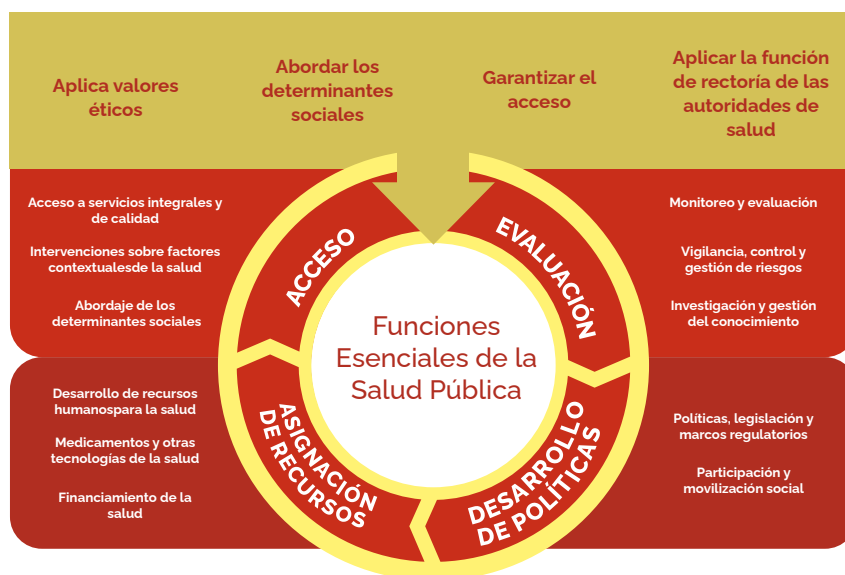 Aplica valores
éticos
Abordar los
determinantes
sociales
Garantizar el
acceso
Aplicar la función
de rectoría de las
autoridades de
salud
Acceso a servicios integrales y
de calidad
Intervenciones sobre factores
contextualesde la salud
Abordaje de los
determinantes sociales
ACCESO
EVALUACIÓN
Monitoreo y evaluación
Vigilancia, control y
gestión de riesgos
Investigación y gestión
del conocimiento
Funciones
Esenciales de la
Salud Pública
Desarrollo de recursos
humanospara la salud
Medicamentos y otras
tecnologías de la salud
Financiamiento de la
salud
ASIGNACIÓN
DE RECURSOS
DESARROLLO
DE POLÍTICAS
Políticas, legislación y
marcos regulatorios
Participación y
movilización social